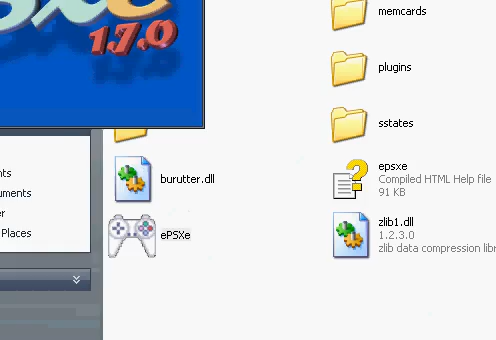 1.7.0
memcards
plugins
sstates
burutter.dll
epsxe
Compiled HTML Help file
91 KB
ePSXe
zlib1.dll
1.2.3.0
zlib data compression libr
nts
uments
er
Places